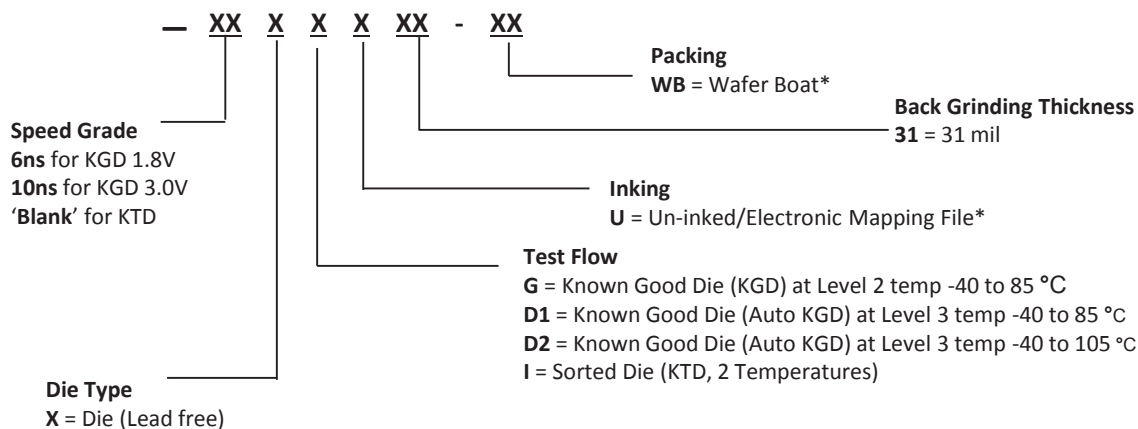 — XX X X X XX - XX
Packing
WB = Wafer Boat*
Back Grinding Thickness
31 = 31 mil
Speed Grade
6ns for KGD 1.8V
10ns for KGD 3.0V
‘Blank’ for KTD
Inking
U = Un-inked/Electronic Mapping File*
Test Flow
G = Known Good Die (KGD) at Level 2 temp -40 to 85 °C
D1 = Known Good Die (Auto KGD) at Level 3 temp -40 to 85 °C
D2 = Known Good Die (Auto KGD) at Level 3 temp -40 to 105 °C
I = Sorted Die (KTD, 2 Temperatures)
Die Type
X = Die (Lead free)